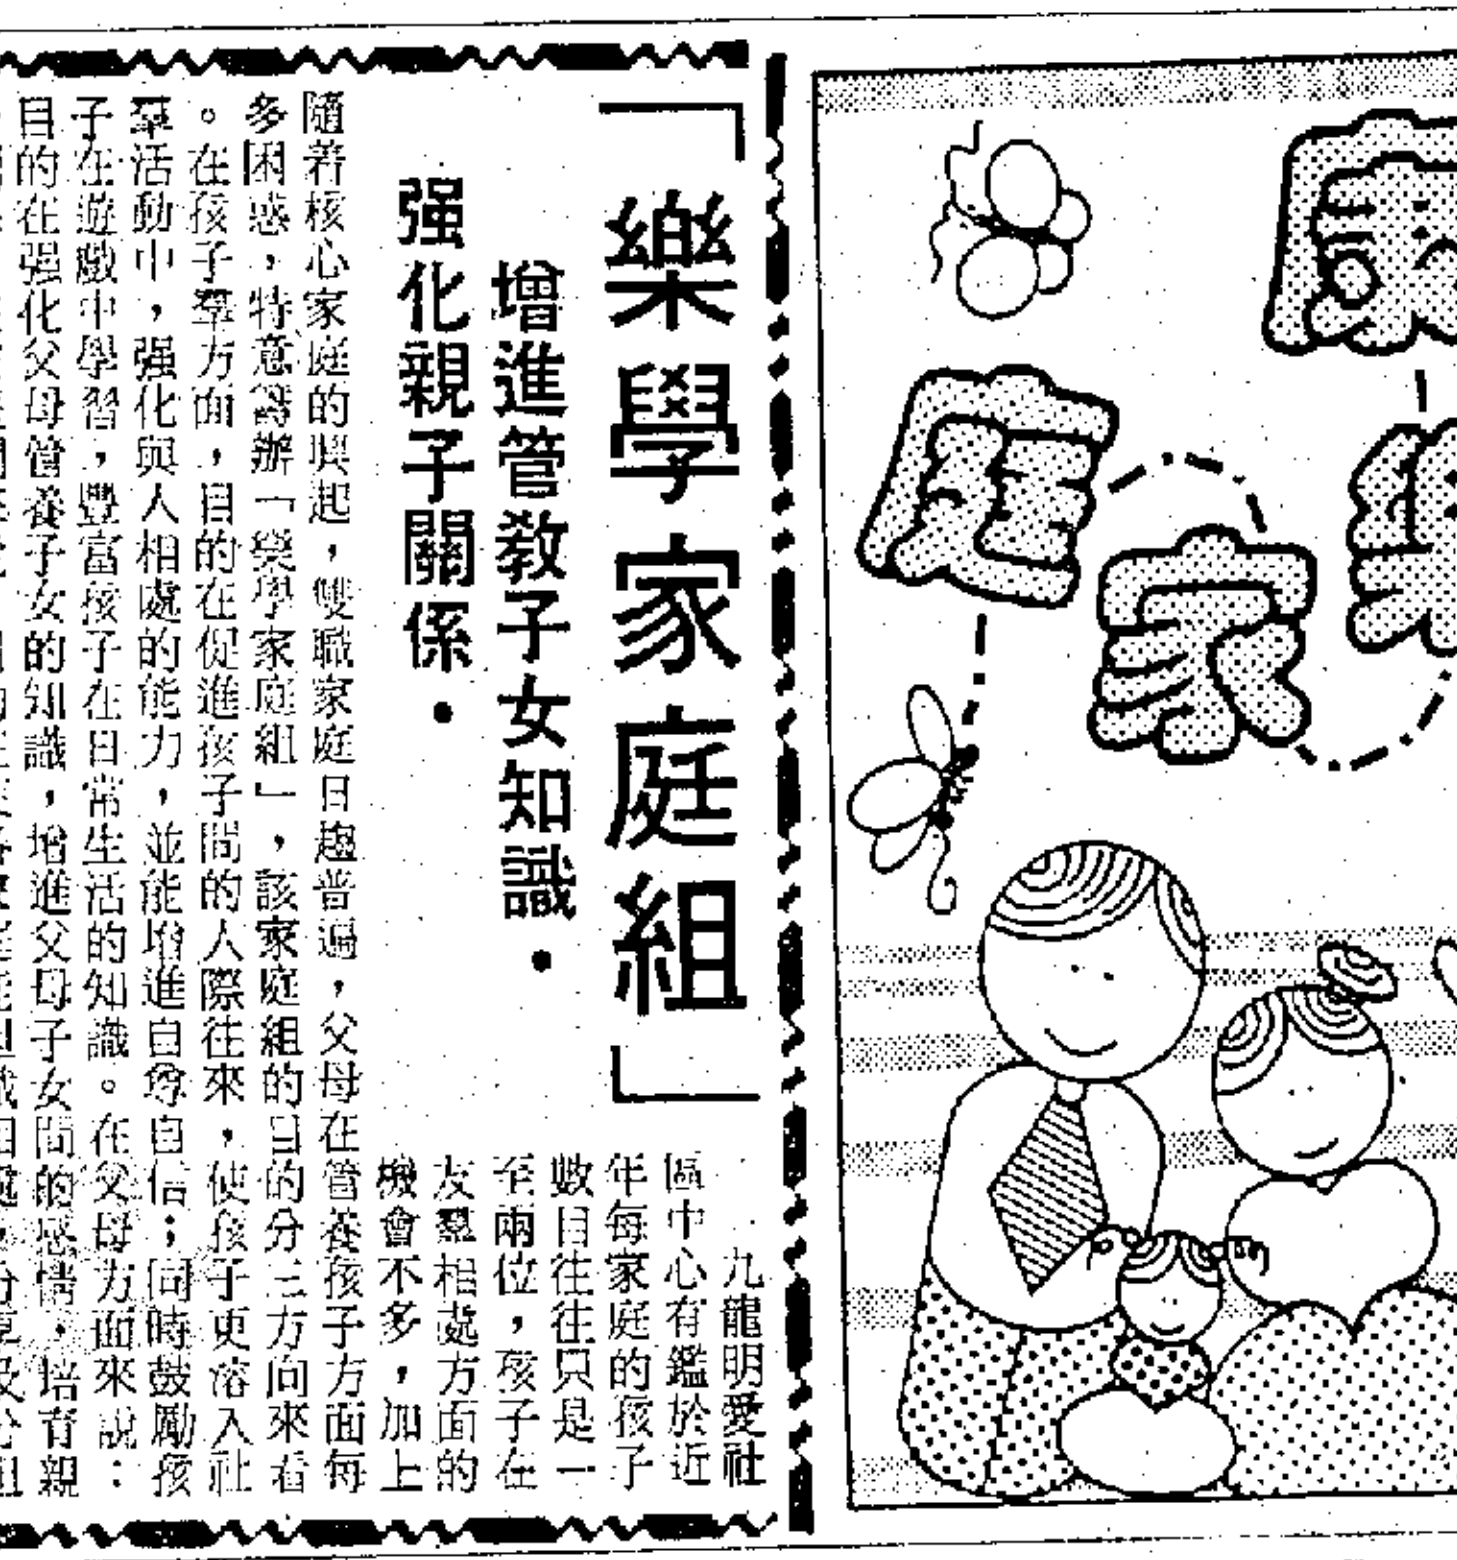 康樂家庭
「樂學家庭組」
增進管教子女知識・
强化親子關係・
九龍明愛社
區中心有鑑於近
年每家庭的孩子
數目往往只是一
至兩位，孩子在
友羣相處方面的
機會不多，加上
隨着核心家庭的興起，雙職家庭日趨普遍，父母在管養孩子方面每
多困惑，特意籌辦「樂學家庭組」，該家庭組的目的分三方向來看
。在孩子羣方面，目的在促進孩子間的人際往來，使孩子更溶入社
羣活動中，强化與人相處的能力，並能增進自尊自信；同時鼓勵孩
子在遊戲中學習，豐富孩子在日常生活的知識。在父母方面來說：
目的在强化父母管養子女的知識，增進父母子女間的感情，培育親